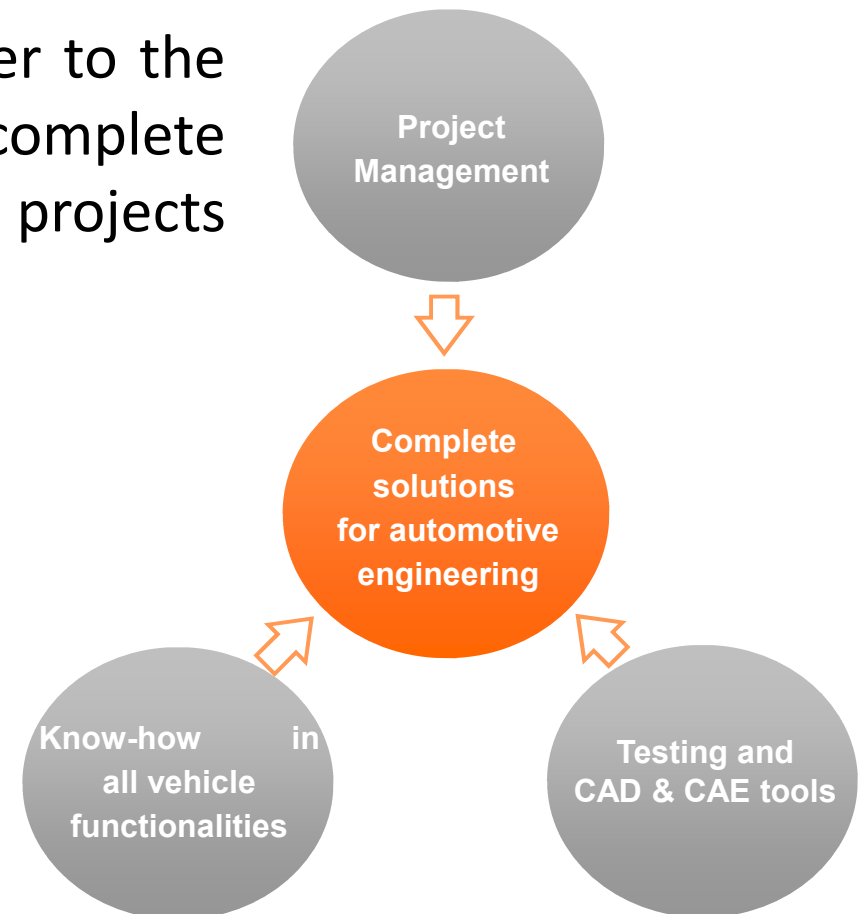 er to the
complete
projects
Project
Management
Complete
solutions
for automotive
engineering
Know-how in
all vehicle
functionalities
Testing and
CAD & CAE tools